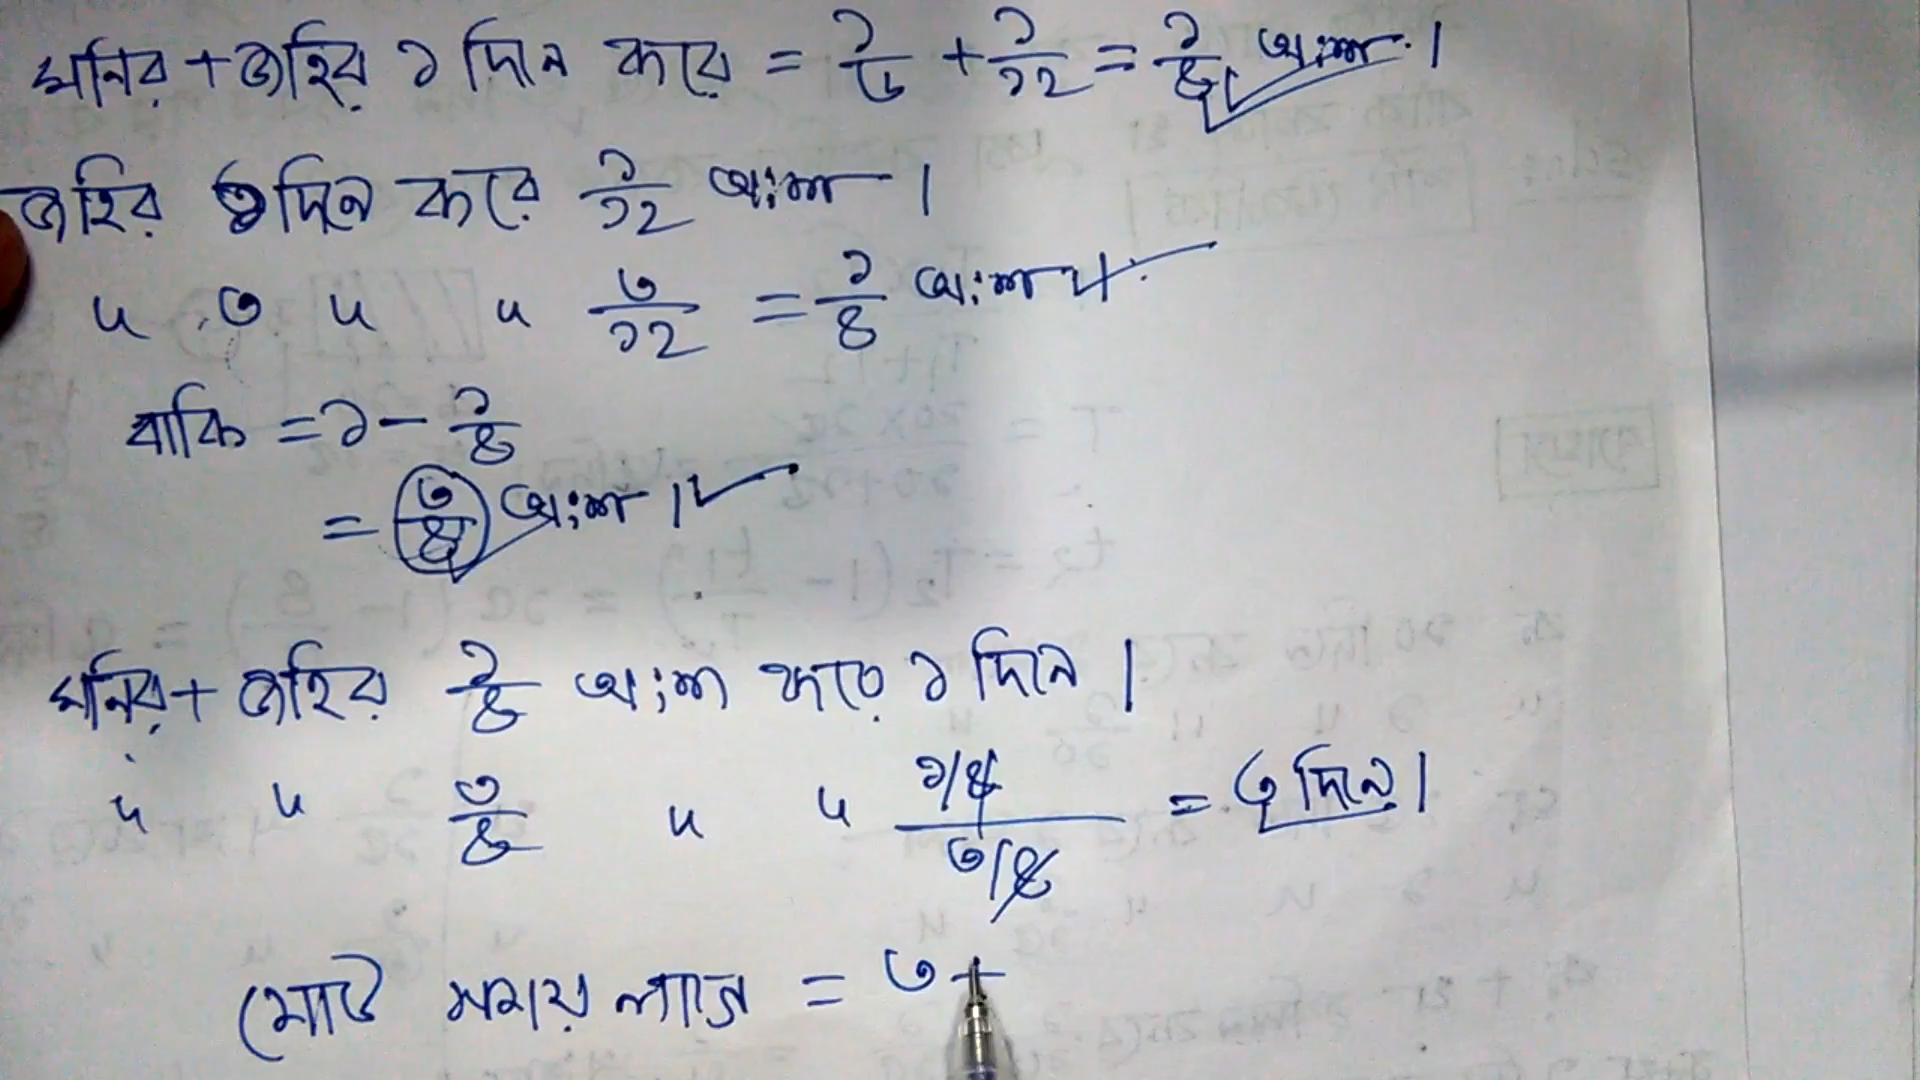 মনির + জহির ১ দিনে করে = ১/৬ + ১/১২ = ১/৪ অংশ।
জহির ১ দিনে করে ১/১২ অংশ।
" ৩ " " ৩/১২ = ১/৪ অংশ।
বাকি = ১ - ১/৪
= ৩/৪ অংশ।
মনির + জহির ১/৪ অংশ করে ১ দিনে।
" " ৩/৪ " " ১/৪ / ৩/৪ = ৩ দিনে।
মোট সময় লাগে = ৩ +